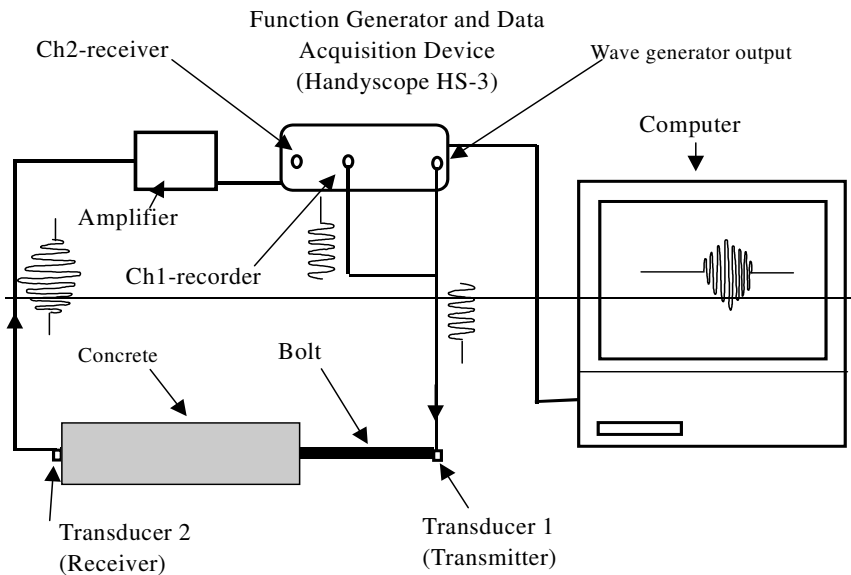 Function Generator and Data
Acquisition Device
(Handyscope HS-3)
Ch2-receiver
Wave generator output
Computer
Amplifier
Ch1-recorder
Concrete
Bolt
Transducer 2
(Receiver)
Transducer 1
(Transmitter)